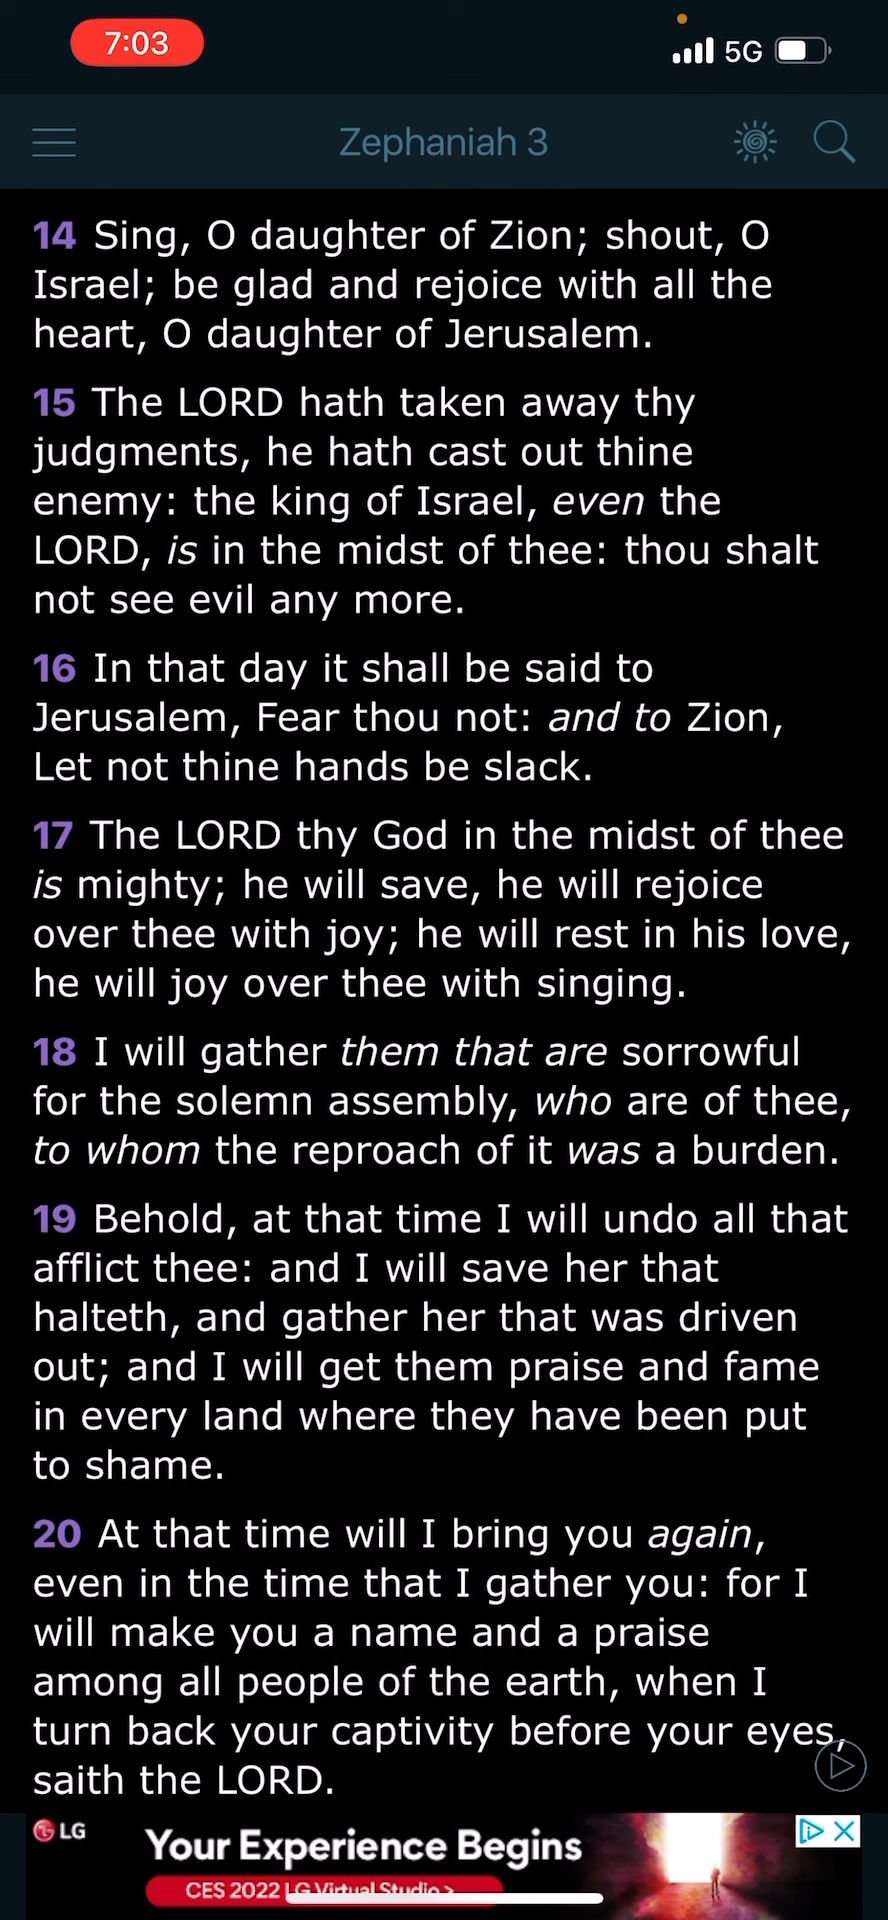 7:03
5G
Zephaniah 3
14 Sing, O daughter of Zion; shout, O
Israel; be glad and rejoice with all the
heart, O daughter of Jerusalem.
15 The LORD hath taken away thy
judgments, he hath cast out thine
enemy: the king of Israel, even the
LORD, is in the midst of thee: thou shalt
not see evil any more.
16 In that day it shall be said to
Jerusalem, Fear thou not: and to Zion,
Let not thine hands be slack.
17 The LORD thy God in the midst of thee
is mighty; he will save, he will rejoice
over thee with joy; he will rest in his love,
he will joy over thee with singing.
18 I will gather them that are sorrowful
for the solemn assembly, who are of thee,
to whom the reproach of it was a burden.
19 Behold, at that time I will undo all that
afflict thee: and I will save her that
halteth, and gather her that was driven
out; and I will get them praise and fame
in every land where they have been put
to shame.
20 At that time will I bring you again,
even in the time that I gather you: for I
will make you a name and a praise
among all people of the earth, when I
turn back your captivity before your eyes,
saith the LORD.
LG
Your Experience Begins
CES 2022 LG Virtual Studio >